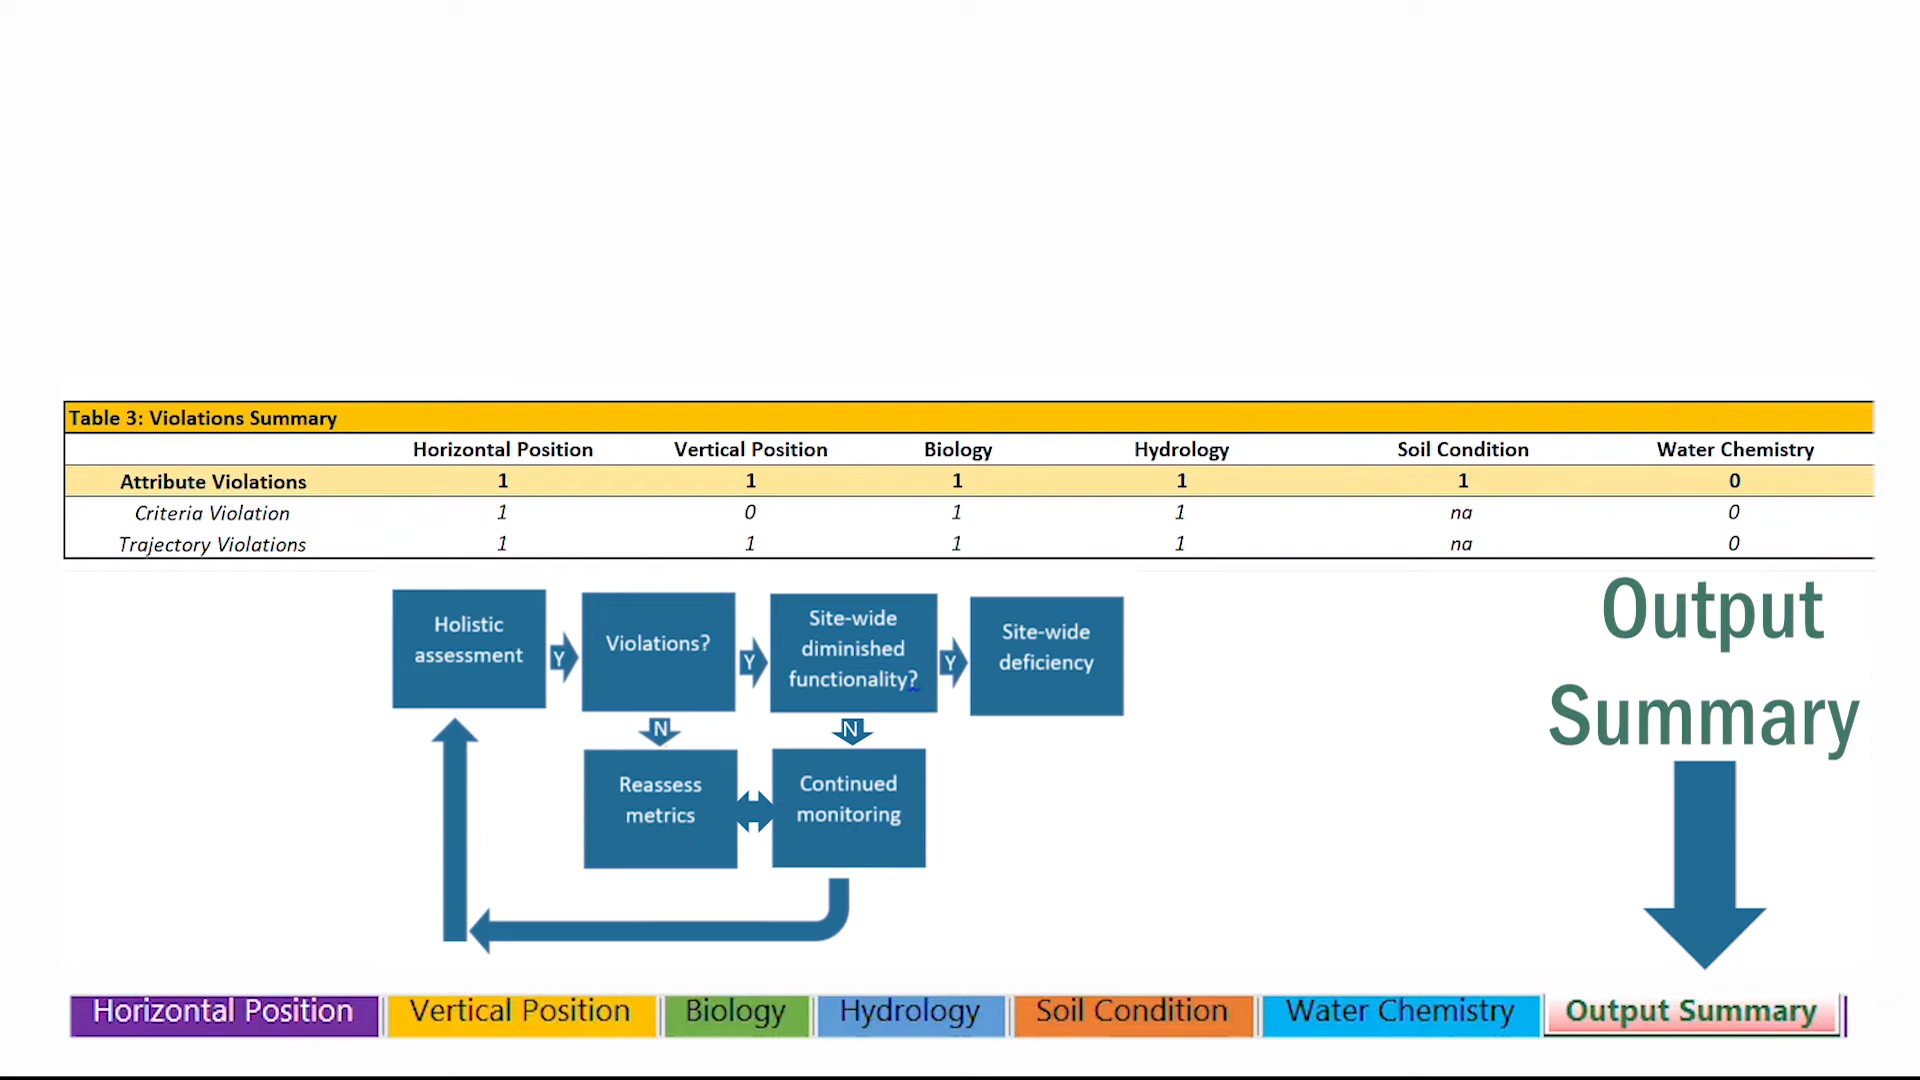 Table 3: Violations Summary
Horizontal Position Vertical Position Biology Hydrology Soil Condition Water Chemistry
Attribute Violations 1 1 1 1 1 0
Criteria Violation 1 0 1 1 na 0
Trajectory Violations 1 1 1 1 na 0
Holistic
assessment
Y
Violations?
Y
Site-wide
diminished
functionality?
Y
Site-wide
deficiency
N
N
Reassess
metrics
Continued
monitoring
Output
Summary
Horizontal Position Vertical Position Biology Hydrology Soil Condition Water Chemistry Output Summary